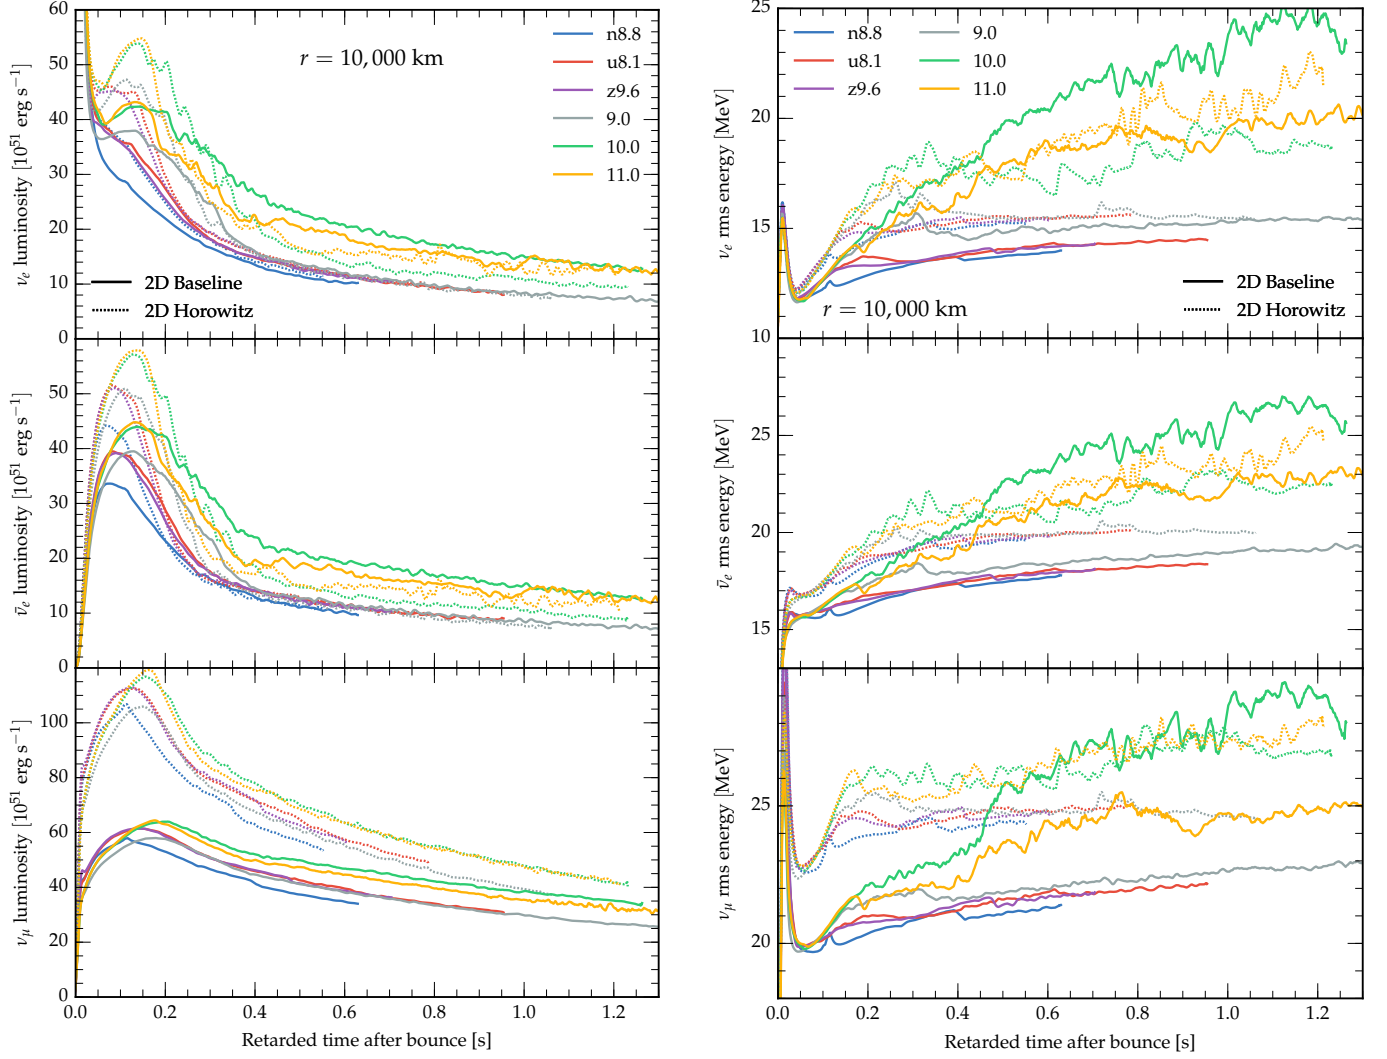 60
50
40
30
20
10
0
νe luminosity [10^51 erg s^−1]
r = 10,000 km
n8.8
u8.1
z9.6
9.0
10.0
11.0
2D Baseline
2D Horowitz
50
40
30
20
10
0
ν̄e luminosity [10^51 erg s^−1]
100
80
60
40
20
0
νμ luminosity [10^51 erg s^−1]
0.0 0.2 0.4 0.6 0.8 1.0 1.2
Retarded time after bounce [s]
25
20
15
10
νe rms energy [MeV]
n8.8 9.0
u8.1 10.0
z9.6 11.0
r = 10,000 km
2D Baseline
2D Horowitz
25
20
15
ν̄e rms energy [MeV]
25
20
νμ rms energy [MeV]
0.0 0.2 0.4 0.6 0.8 1.0 1.2
Retarded time after bounce [s]